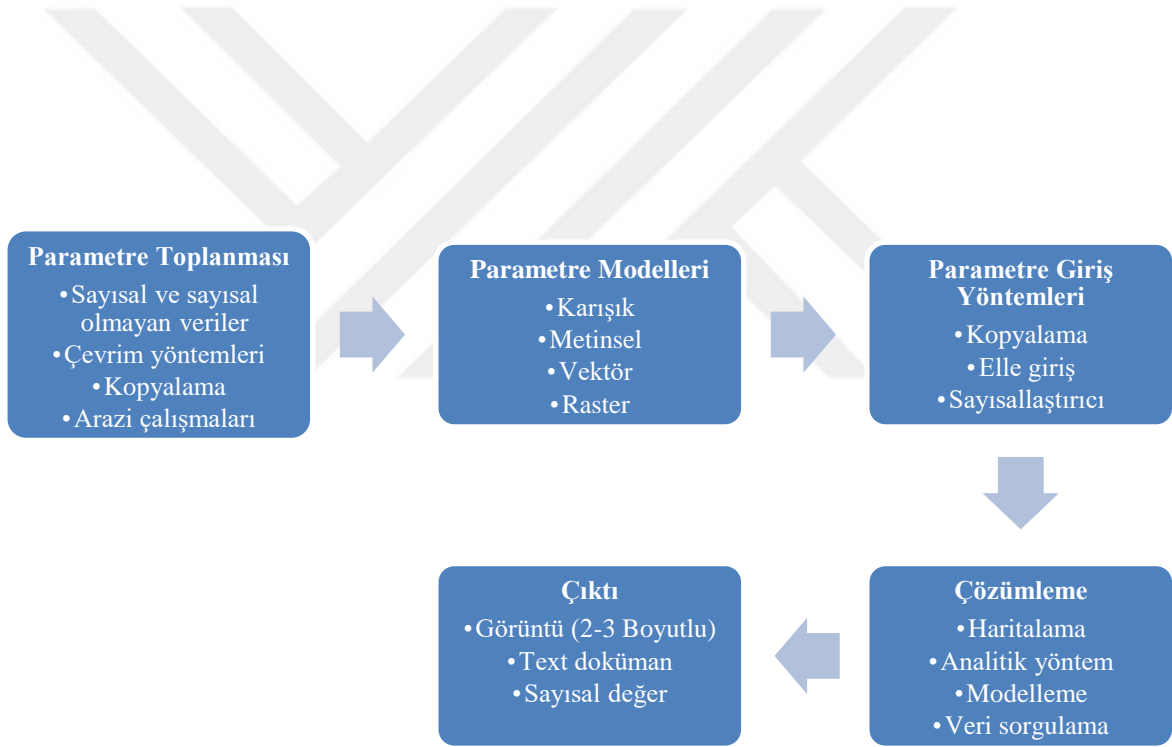 Parametre Toplanması
•Sayısal ve sayısal
olmayan veriler
•Çevrim yöntemleri
•Kopyalama
•Arazi çalışmaları
Parametre Modelleri
•Karışık
•Metinsel
•Vektör
•Raster
Parametre Giriş
Yöntemleri
•Kopyalama
•Elle giriş
•Sayısallaştırıcı
Çözümleme
•Haritalama
•Analitik yöntem
•Modelleme
•Veri sorgulama
Çıktı
•Görüntü (2-3 Boyutlu)
•Text doküman
•Sayısal değer